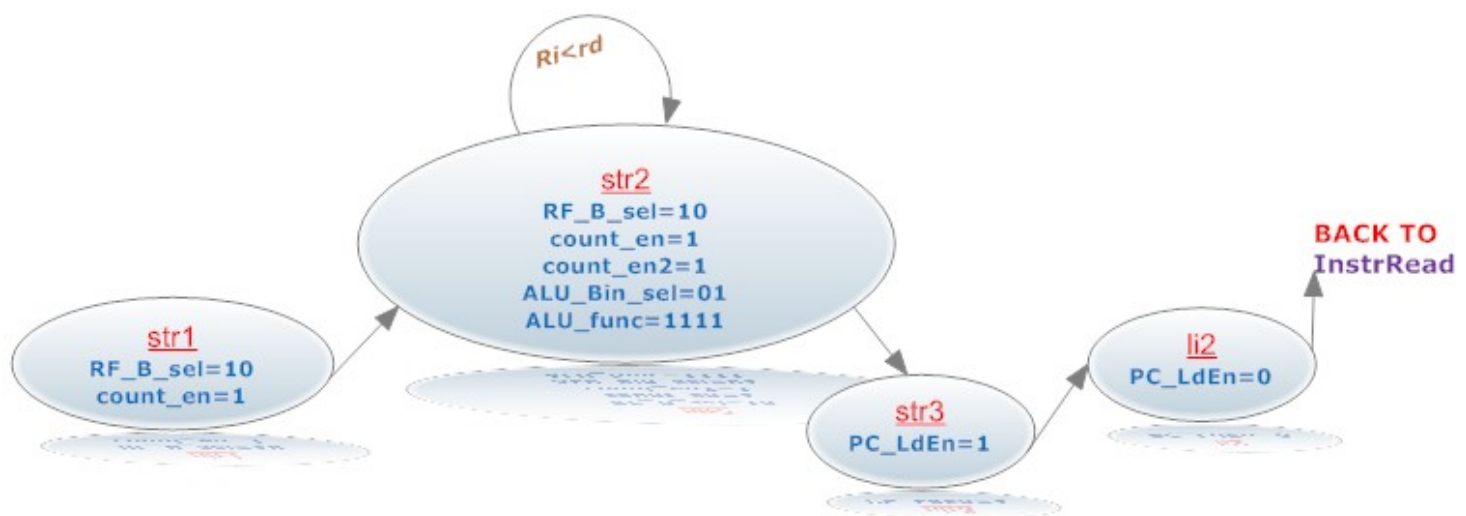 Ri<rd
str2
RF_B_sel=10
count_en=1
count_en2=1
ALU_Bin_sel=01
ALU_func=1111
BACK TO
InstrRead
str1
RF_B_sel=10
count_en=1
li2
PC_LdEn=0
str3
PC_LdEn=1